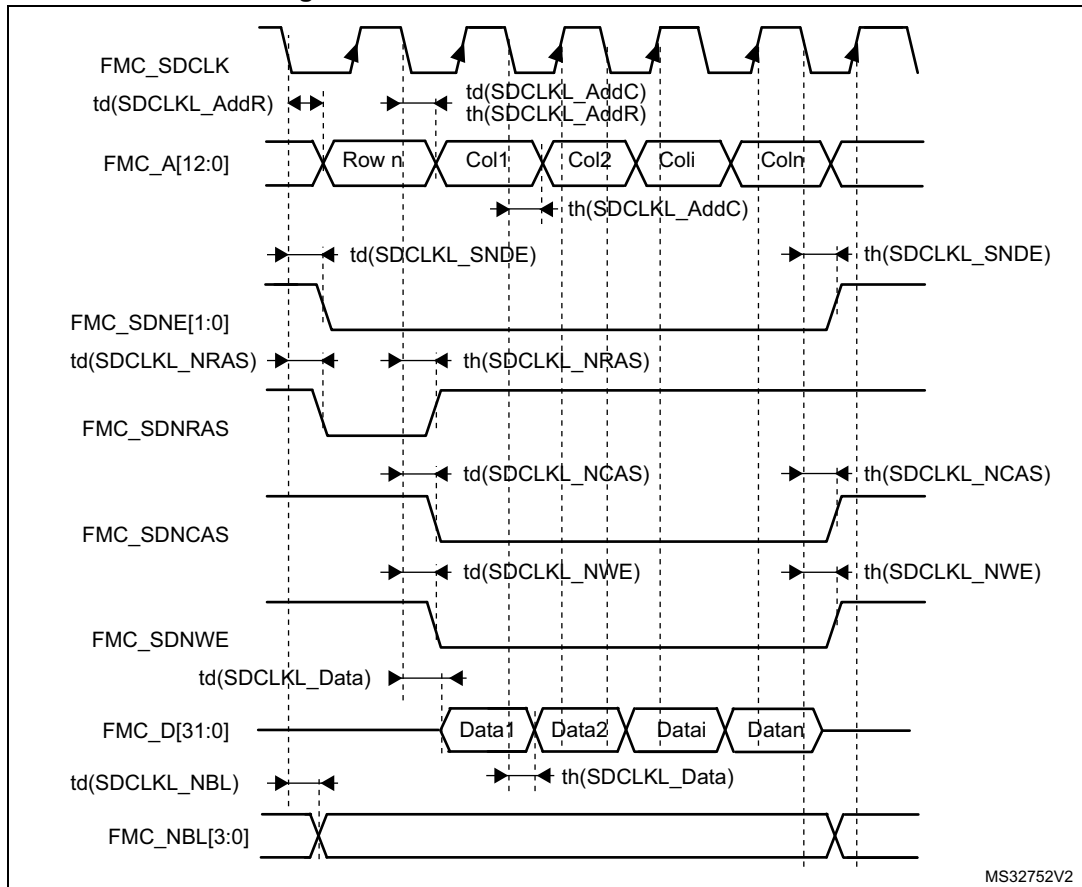 FMC_SDCLK
td(SDCLKL_AddR)
td(SDCLKL_AddC)
th(SDCLKL_AddR)
FMC_A[12:0]
Row n
Col1
Col2
Coli
Coln
th(SDCLKL_AddC)
td(SDCLKL_SNDE)
th(SDCLKL_SNDE)
FMC_SDNE[1:0]
td(SDCLKL_NRAS)
th(SDCLKL_NRAS)
FMC_SDNRAS
td(SDCLKL_NCAS)
th(SDCLKL_NCAS)
FMC_SDNCAS
td(SDCLKL_NWE)
th(SDCLKL_NWE)
FMC_SDNWE
td(SDCLKL_Data)
FMC_D[31:0]
Data1
Data2
Datai
Datan
th(SDCLKL_Data)
td(SDCLKL_NBL)
FMC_NBL[3:0]
MS32752V2